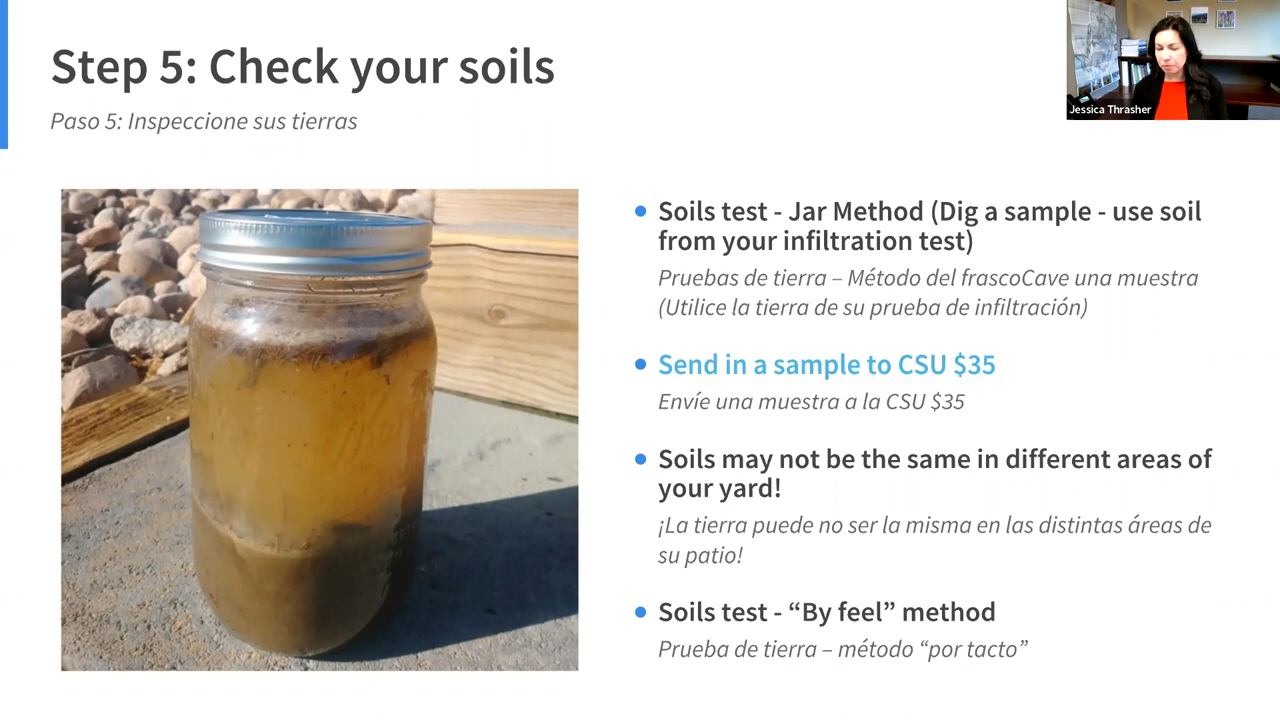 Step 5: Check your soils
Paso 5: Inspeccione sus tierras
Jessica Thrasher
Soils test - Jar Method (Dig a sample - use soil
from your infiltration test)
Pruebas de tierra – Método del frascoCave una muestra
(Utilice la tierra de su prueba de infiltración)
Send in a sample to CSU $35
Envíe una muestra a la CSU $35
Soils may not be the same in different areas of
your yard!
¡La tierra puede no ser la misma en las distintas áreas de
su patio!
Soils test - “By feel” method
Prueba de tierra – método “por tacto”